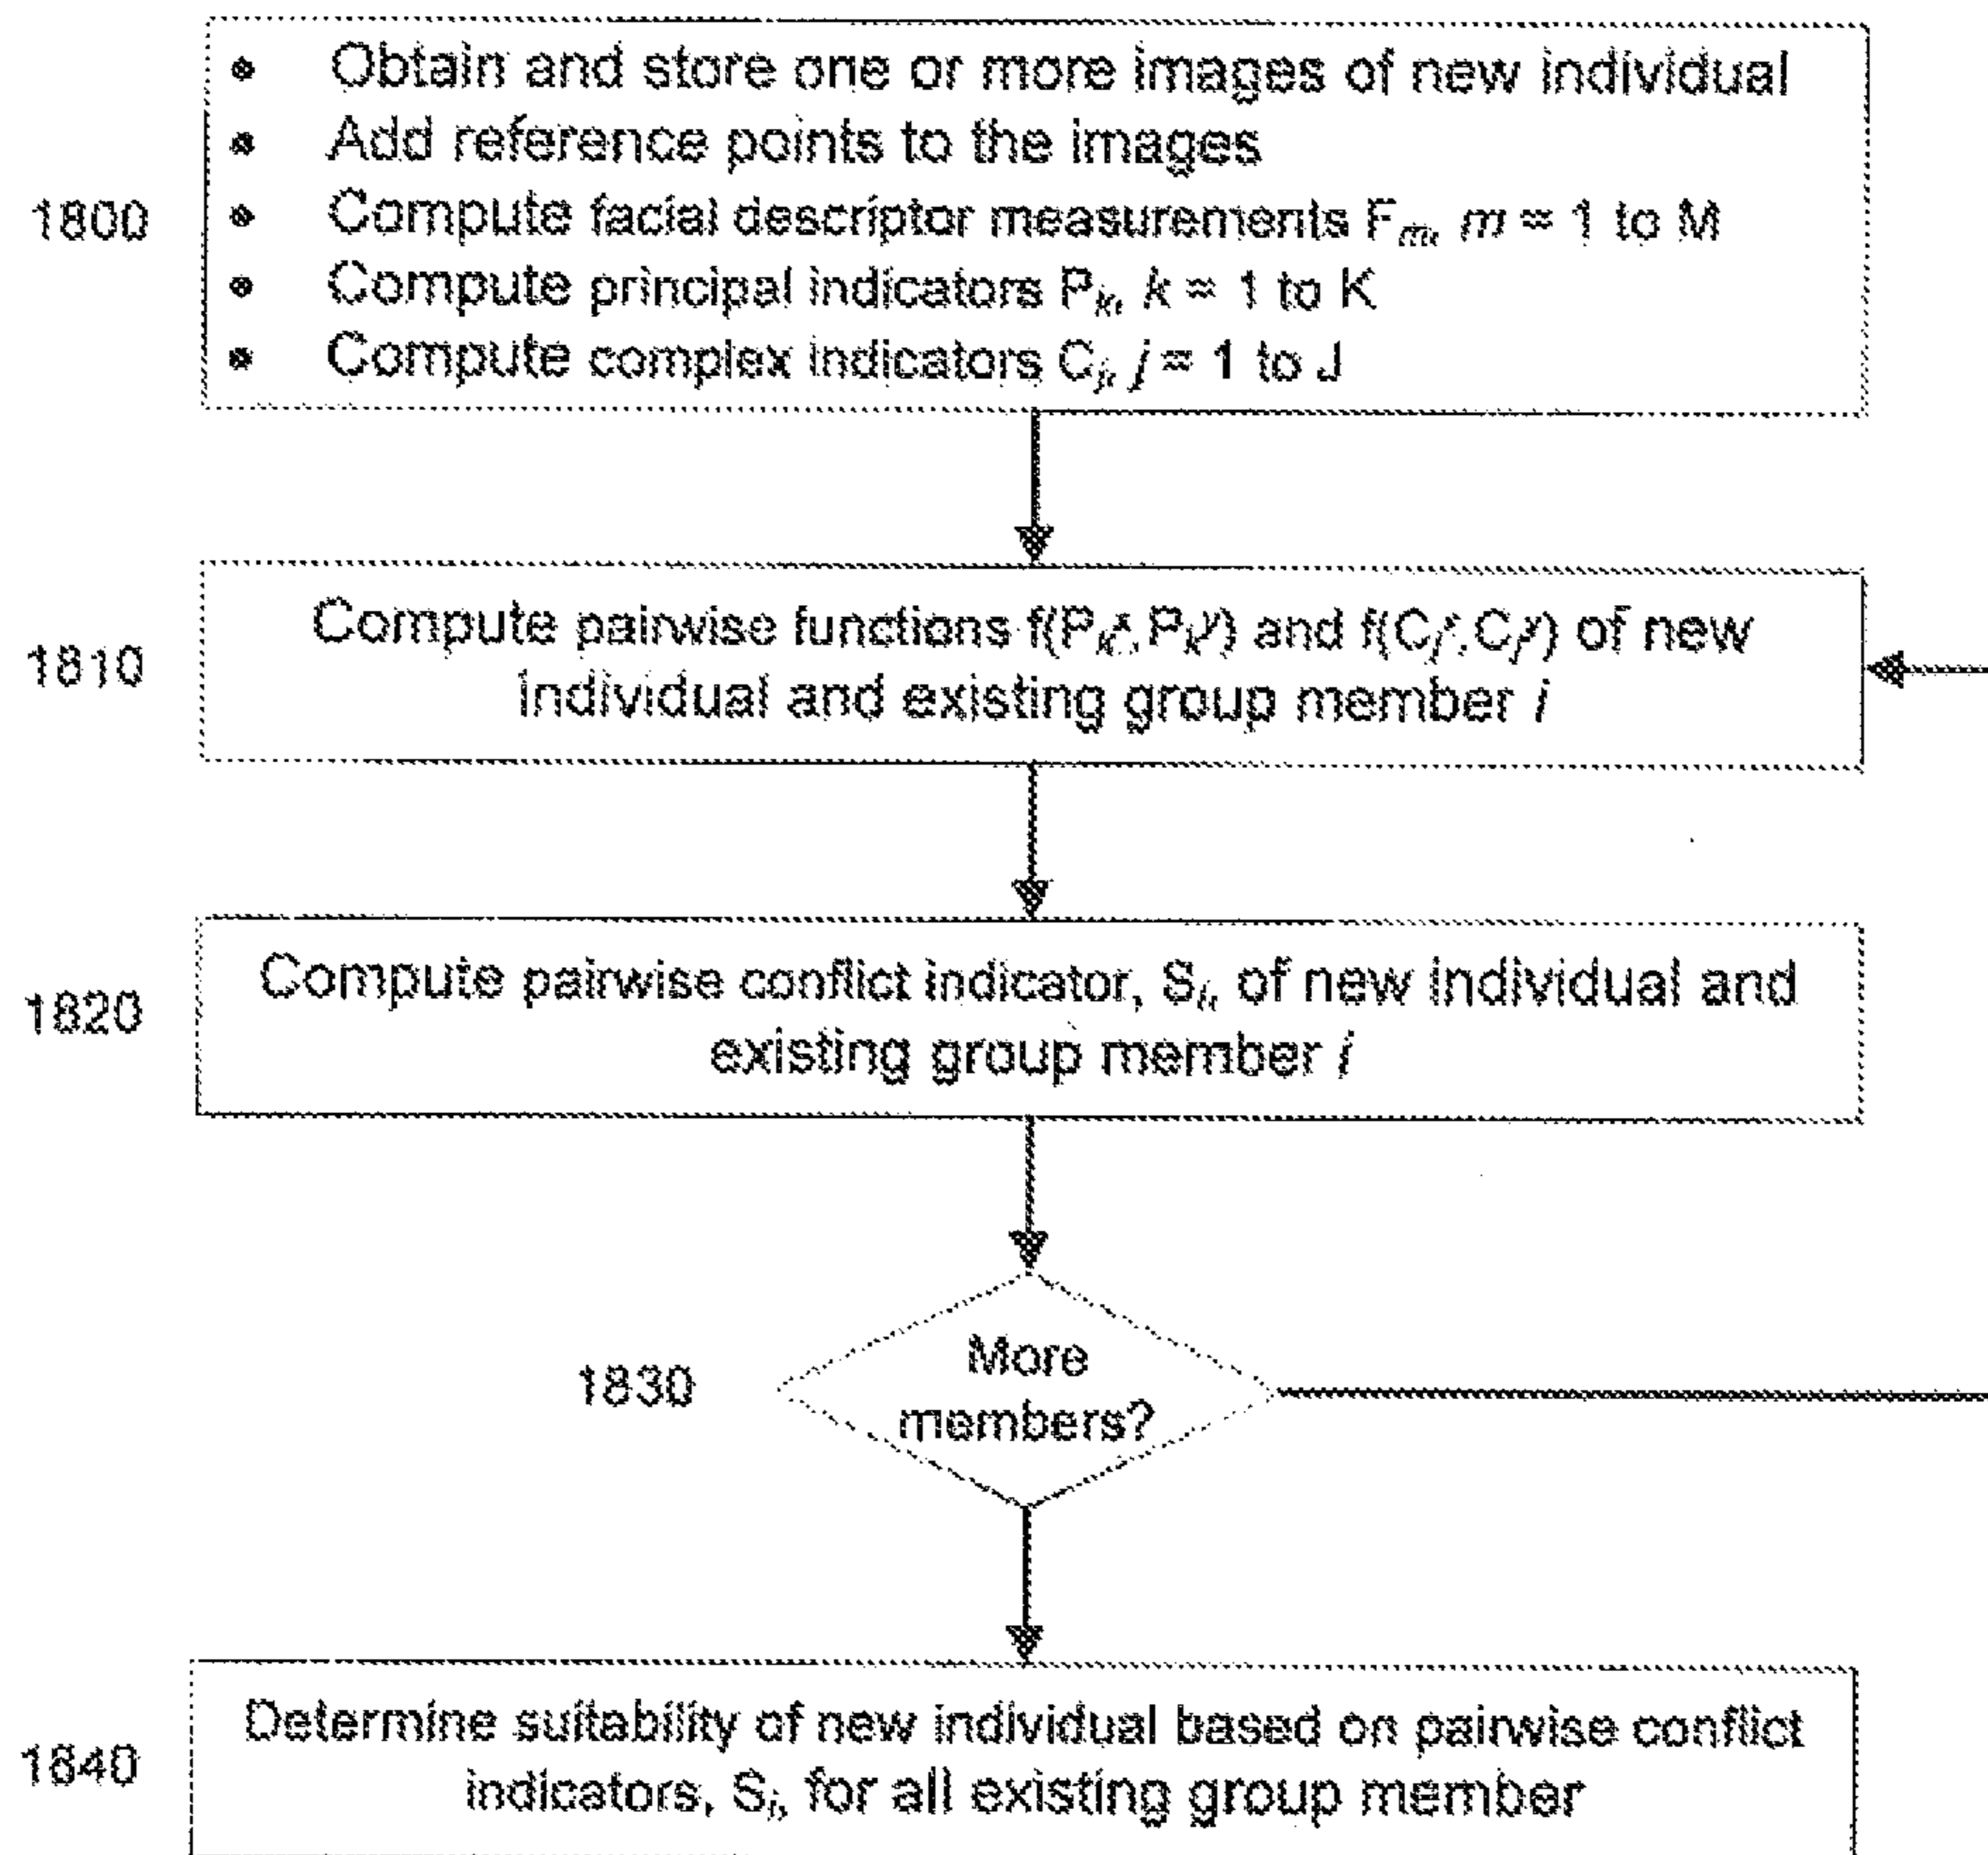 • Obtain and store one or more images of new individual
• Add reference points to the images
1800 • Compute facial descriptor measurements Fₘ, m = 1 to M
• Compute principal indicators Pₖ, k = 1 to K
• Compute complex indicators Cⱼ, j = 1 to J
Compute pairwise functions f(Pₖˣ,Pₖʸ) and f(Cⱼˣ,Cⱼʸ) of new
1810
individual and existing group member i
Compute pairwise conflict indicator, Sᵢ, of new individual and
1820
existing group member i
More
1830
members?
Determine suitability of new individual based on pairwise conflict
1840
indicators, Sᵢ, for all existing group member